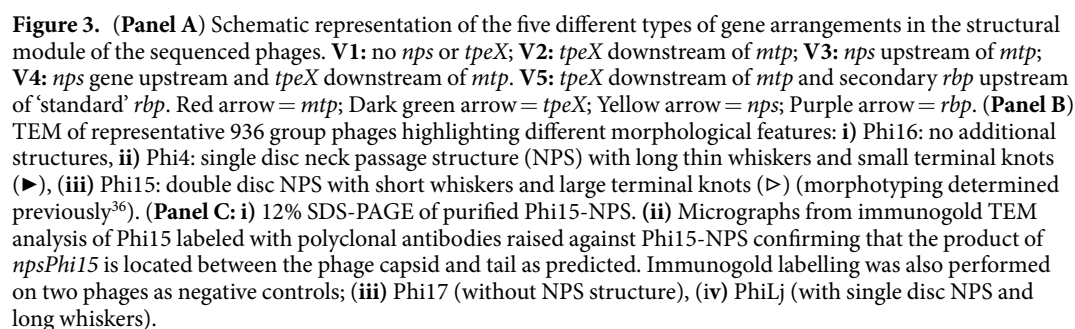 Figure 3. (Panel A) Schematic representation of the five different types of gene arrangements in the structural
module of the sequenced phages. V1: no nps or tpeX; V2: tpeX downstream of mtp; V3: nps upstream of mtp;
V4: nps gene upstream and tpeX downstream of mtp. V5: tpeX downstream of mtp and secondary rbp upstream
of ‘standard’ rbp. Red arrow = mtp; Dark green arrow = tpeX; Yellow arrow = nps; Purple arrow = rbp. (Panel B)
TEM of representative 936 group phages highlighting different morphological features: i) Phi16: no additional
structures, ii) Phi4: single disc neck passage structure (NPS) with long thin whiskers and small terminal knots
(►), (iii) Phi15: double disc NPS with short whiskers and large terminal knots (▷) (morphotyping determined
previously36). (Panel C: i) 12% SDS-PAGE of purified Phi15-NPS. (ii) Micrographs from immunogold TEM
analysis of Phi15 labeled with polyclonal antibodies raised against Phi15-NPS confirming that the product of
npsPhi15 is located between the phage capsid and tail as predicted. Immunogold labelling was also performed
on two phages as negative controls; (iii) Phi17 (without NPS structure), (iv) PhiLj (with single disc NPS and
long whiskers).